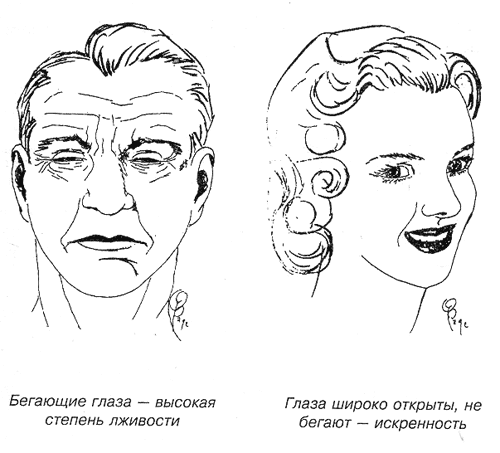 Бегающие глаза — высокая
степень лживости
Глаза широко открыты, не
бегают — искренность